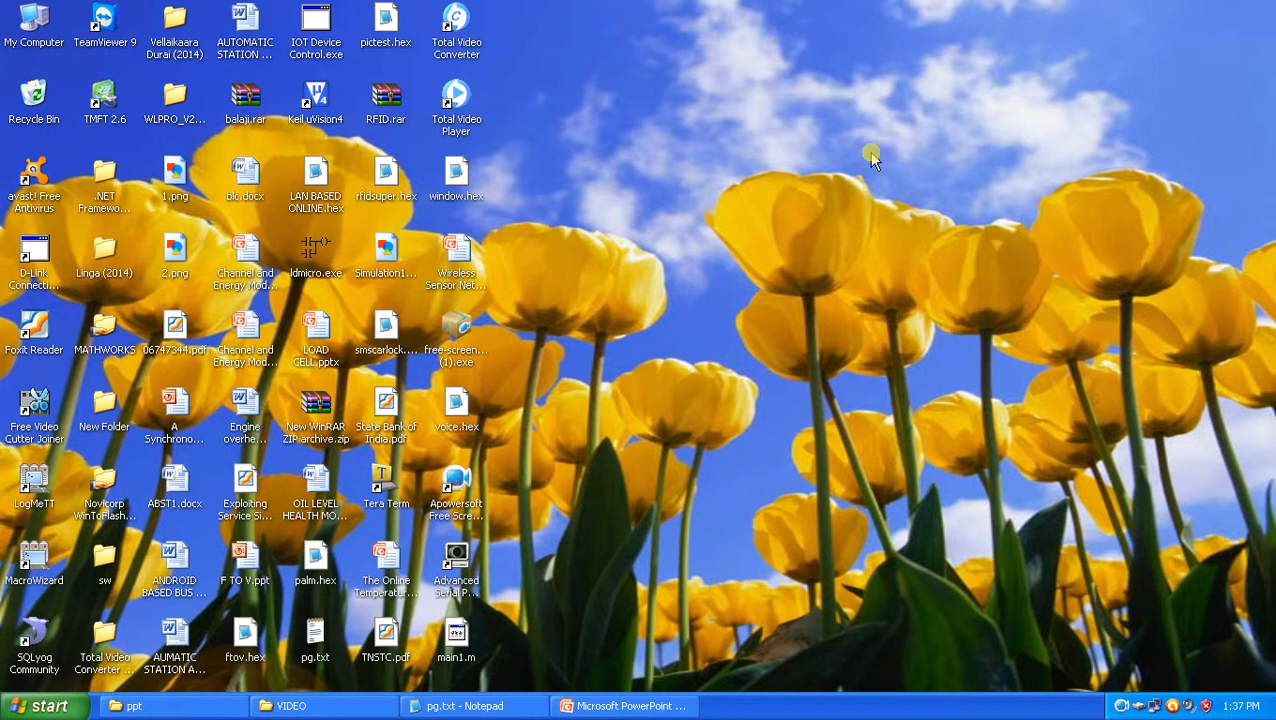 My Computer
TeamViewer 9
Vellaikaara
Durai (2014)
AUTOMATIC
STATION ...
IOT Device
Control.exe
pictest.hex
Total Video
Converter
Recycle Bin
TMFT 2.6
WLPRO_V2...
balaji.rar
Keil uVision4
RFID.rar
Total Video
Player
avast! Free
Antivirus
.NET
Framewo...
1.png
blc.docx
LAN BASED
ONLINE.hex
rfidsuper.hex
window.hex
D-Link
Connecti...
Linga (2014)
2.png
Channel and
Energy Mod...
ldmicro.exe
Simulation1...
Wireless
Sensor Net...
Foxit Reader
MATHWORKS
06747344.pdf
Channel and
Energy Mod...
LOAD
CELL.pptx
smscarlock....
free-screen...
(1).exe
Free Video
Cutter Joiner
New Folder
A
Synchrono...
Engine
overhe...
New WinRAR
ZIP archive.zip
State Bank of
India.pdf
voice.hex
LogMeTT
Novicorp
WinToFlash...
ABST1.docx
Exploiting
Service Si...
OIL LEVEL
HEALTH MO...
Tera Term
Apowersoft
Free Scre...
MacroWizard
sw
ANDROID
BASED BUS ...
F TO V.ppt
palm.hex
The Online
Temperatur...
Advanced
Serial P...
SQLyog
Community
Total Video
Converter ...
AUMATIC
STATION A...
ftov.hex
pg.txt
TNSTC.pdf
main1.m
start
ppt
VIDEO
pg.txt - Notepad
Microsoft PowerPoint ...
1:37 PM